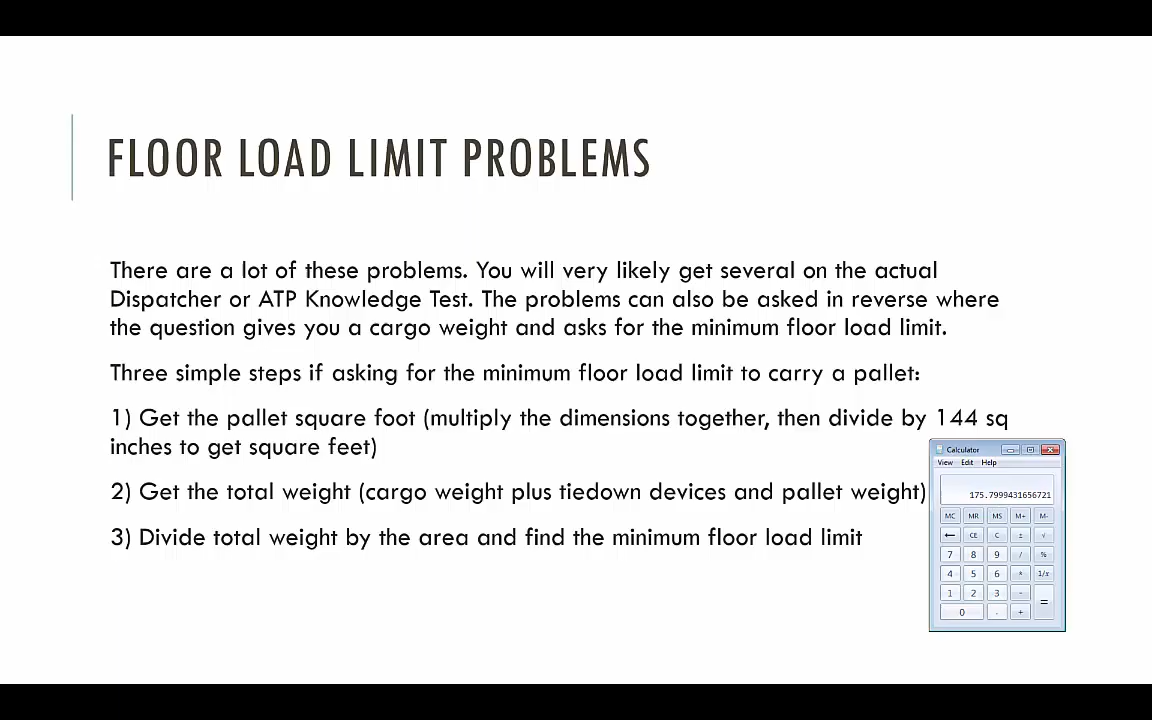 FLOOR LOAD LIMIT PROBLEMS
There are a lot of these problems. You will very likely get several on the actual
Dispatcher or ATP Knowledge Test. The problems can also be asked in reverse where
the question gives you a cargo weight and asks for the minimum floor load limit.
Three simple steps if asking for the minimum floor load limit to carry a pallet:
1) Get the pallet square foot (multiply the dimensions together, then divide by 144 sq
inches to get square feet)
2) Get the total weight (cargo weight plus tiedown devices and pallet weight)
3) Divide total weight by the area and find the minimum floor load limit
Calculator
View Edit Help
175.7999431656721
MC MR MS M+ M-
← CE C ± √
7 8 9 / %
4 5 6 * 1/x
1 2 3 - =
0 . +